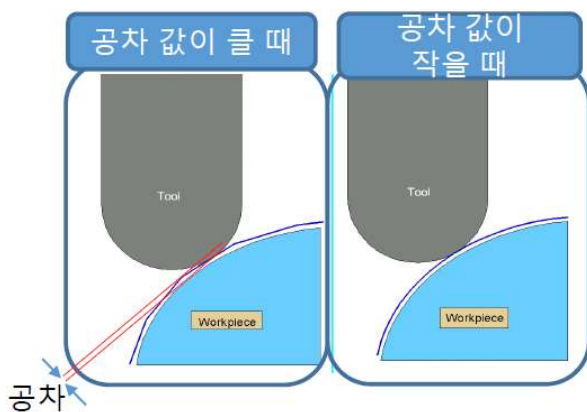 공차 값이 클 때
공차 값이
작을 때
Tool
Tool
Workpiece
Workpiece
공차